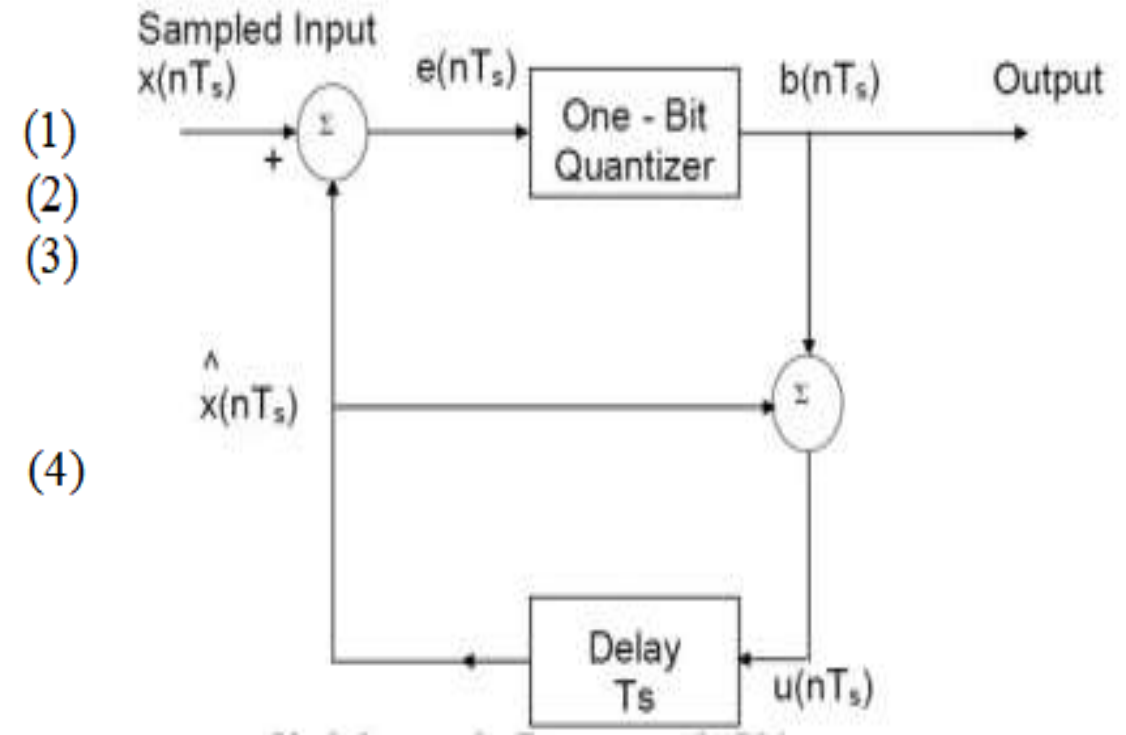 Sampled Input
x(nTₛ)
e(nTₛ)
b(nTₛ)
Output
(1)
Σ
One - Bit
Quantizer
+
(2)
(3)
^
x(nTₛ)
Σ
(4)
Delay
Ts
u(nTₛ)